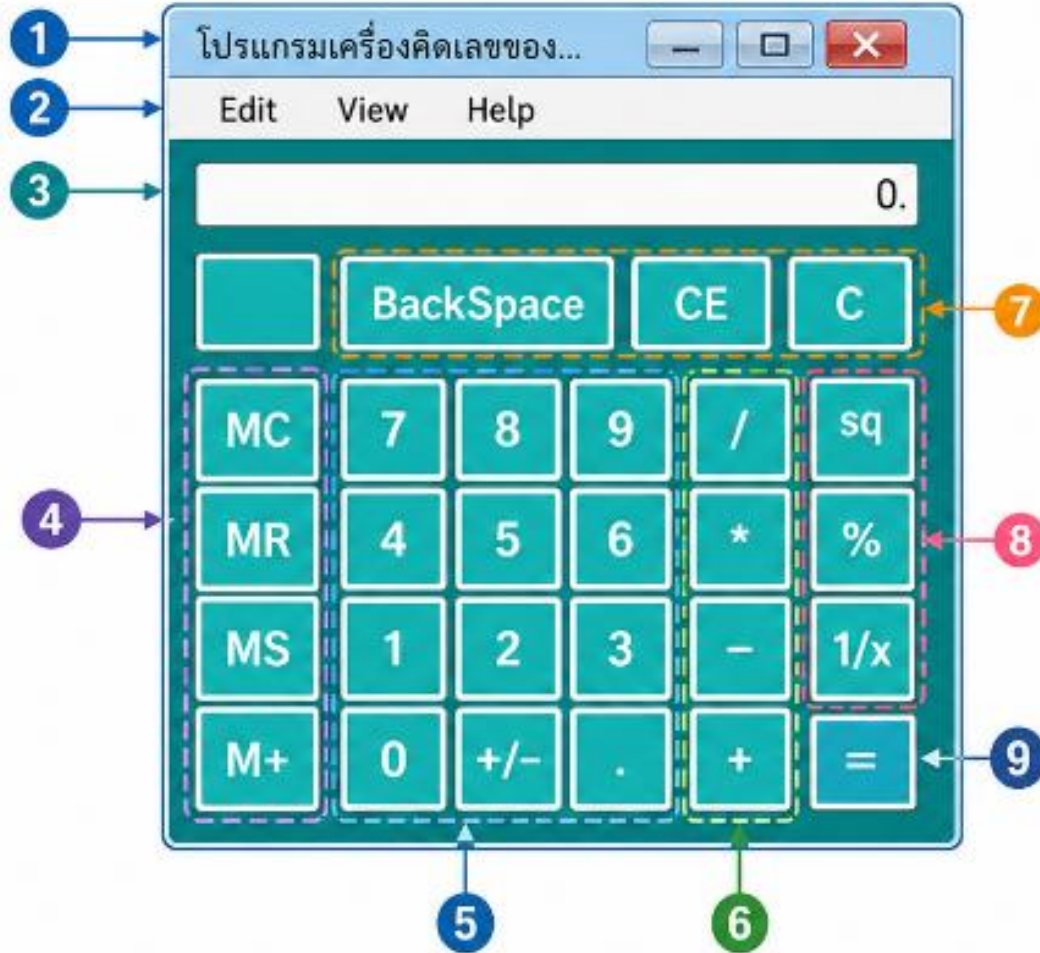 1 โปรแกรมเครื่องคิดเลขของ...
2 Edit View Help
3 0.
BackSpace CE C 7
MC 7 8 9 / sq
4 MR 4 5 6 * % 8
MS 1 2 3 − 1/x
M+ 0 +/− . + = 9
5 6